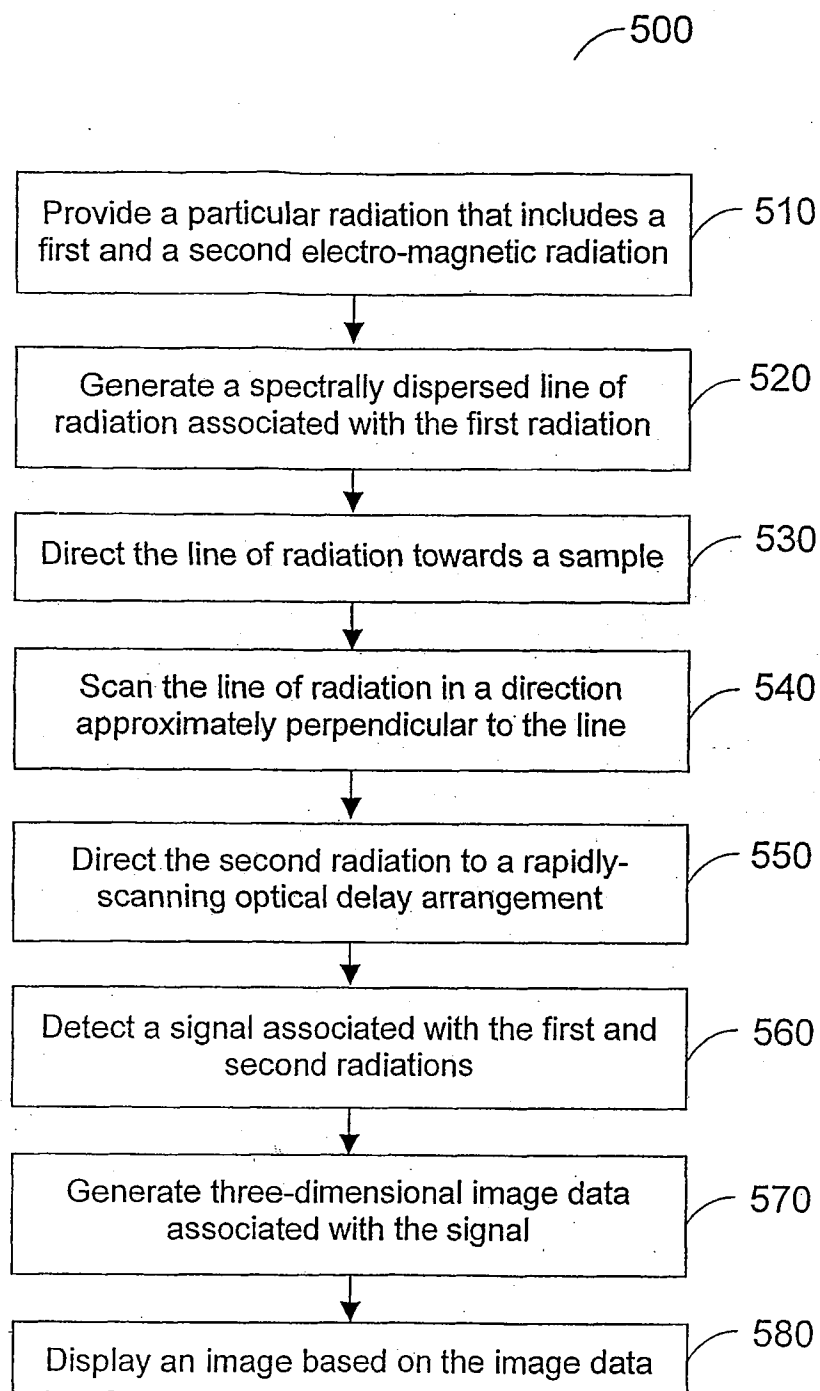 500
Provide a particular radiation that includes a
first and a second electro-magnetic radiation
510
Generate a spectrally dispersed line of
radiation associated with the first radiation
520
Direct the line of radiation towards a sample
530
Scan the line of radiation in a direction
approximately perpendicular to the line
540
Direct the second radiation to a rapidly-
scanning optical delay arrangement
550
Detect a signal associated with the first and
second radiations
560
Generate three-dimensional image data
associated with the signal
570
Display an image based on the image data
580